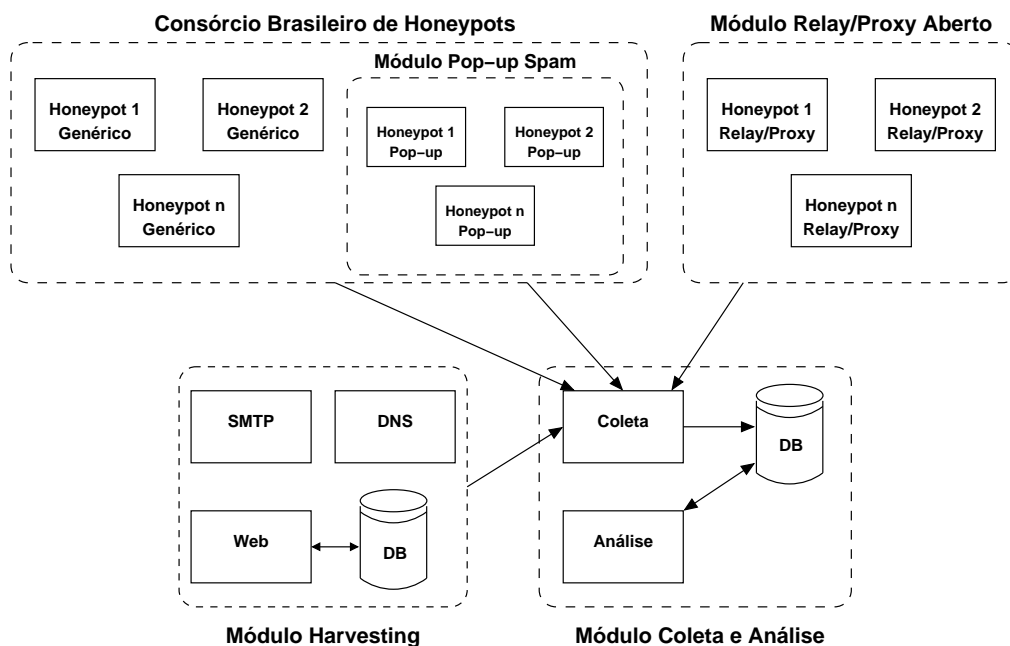 Consórcio Brasileiro de Honeypots
Módulo Relay/Proxy Aberto
Módulo Pop−up Spam
Honeypot 1
Genérico
Honeypot 2
Genérico
Honeypot n
Genérico
Honeypot 1
Pop−up
Honeypot 2
Pop−up
Honeypot n
Pop−up
Honeypot 1
Relay/Proxy
Honeypot 2
Relay/Proxy
Honeypot n
Relay/Proxy
SMTP
DNS
Web
DB
Coleta
DB
Análise
Módulo Harvesting
Módulo Coleta e Análise